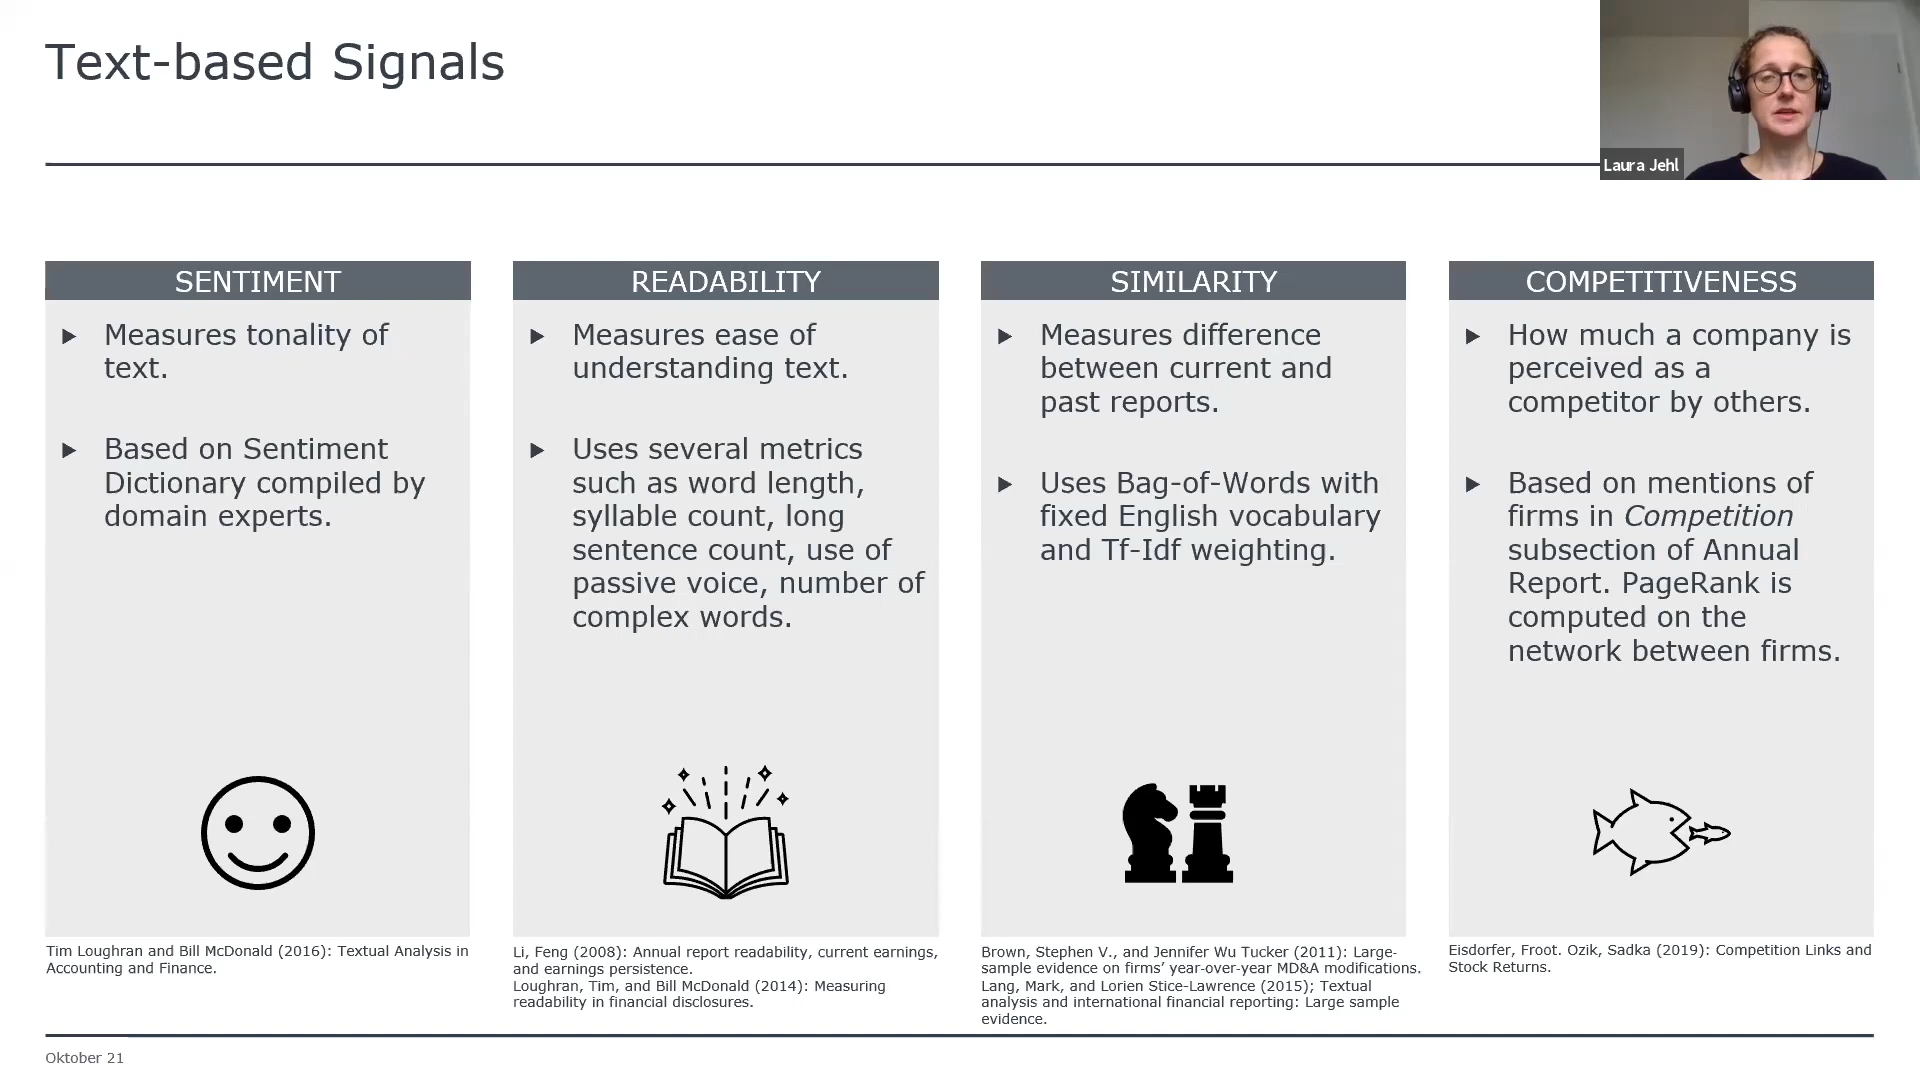 Text-based Signals
Laura Jehl
SENTIMENT
Measures tonality of
text.
Based on Sentiment
Dictionary compiled by
domain experts.
Tim Loughran and Bill McDonald (2016): Textual Analysis in
Accounting and Finance.
READABILITY
Measures ease of
understanding text.
Uses several metrics
such as word length,
syllable count, long
sentence count, use of
passive voice, number of
complex words.
Li, Feng (2008): Annual report readability, current earnings,
and earnings persistence.
Loughran, Tim, and Bill McDonald (2014): Measuring
readability in financial disclosures.
SIMILARITY
Measures difference
between current and
past reports.
Uses Bag-of-Words with
fixed English vocabulary
and Tf-Idf weighting.
Brown, Stephen V., and Jennifer Wu Tucker (2011): Large-
sample evidence on firms’ year-over-year MD&A modifications.
Lang, Mark, and Lorien Stice-Lawrence (2015); Textual
analysis and international financial reporting: Large sample
evidence.
COMPETITIVENESS
How much a company is
perceived as a
competitor by others.
Based on mentions of
firms in Competition
subsection of Annual
Report. PageRank is
computed on the
network between firms.
Eisdorfer, Froot. Ozik, Sadka (2019): Competition Links and
Stock Returns.
Oktober 21